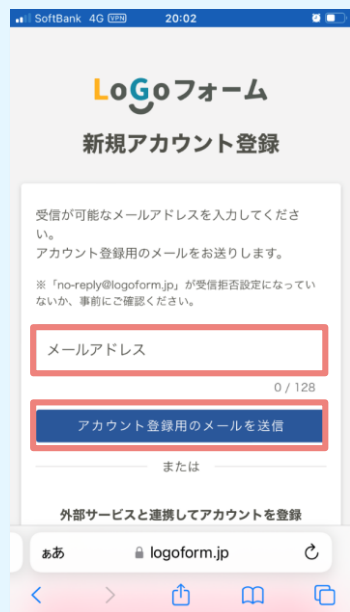 SoftBank 4G VPN 20:02
LoGoフォーム
新規アカウント登録
受信が可能なメールアドレスを入力してくださ
い。
アカウント登録用のメールをお送りします。
※「no-reply@logoform.jp」が受信拒否設定になってい
ないか、事前にご確認ください。
メールアドレス
0 / 128
アカウント登録用のメールを送信
または
外部サービスと連携してアカウントを登録
ぁあ logoform.jp